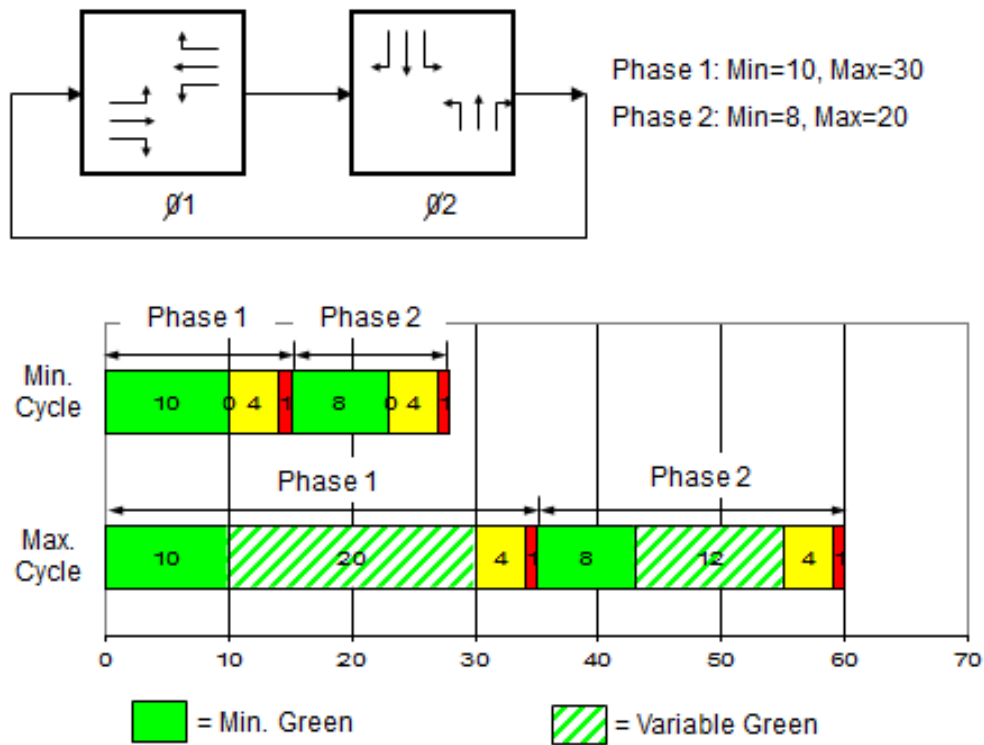 Phase 1: Min=10, Max=30
Phase 2: Min=8, Max=20
Ø1 Ø2
Phase 1 Phase 2
Min.
Cycle
10 0 4 1 8 0 4 1
Phase 1 Phase 2
Max.
Cycle
10 20 4 1 8 12 4 1
0 10 20 30 40 50 60 70
= Min. Green = Variable Green